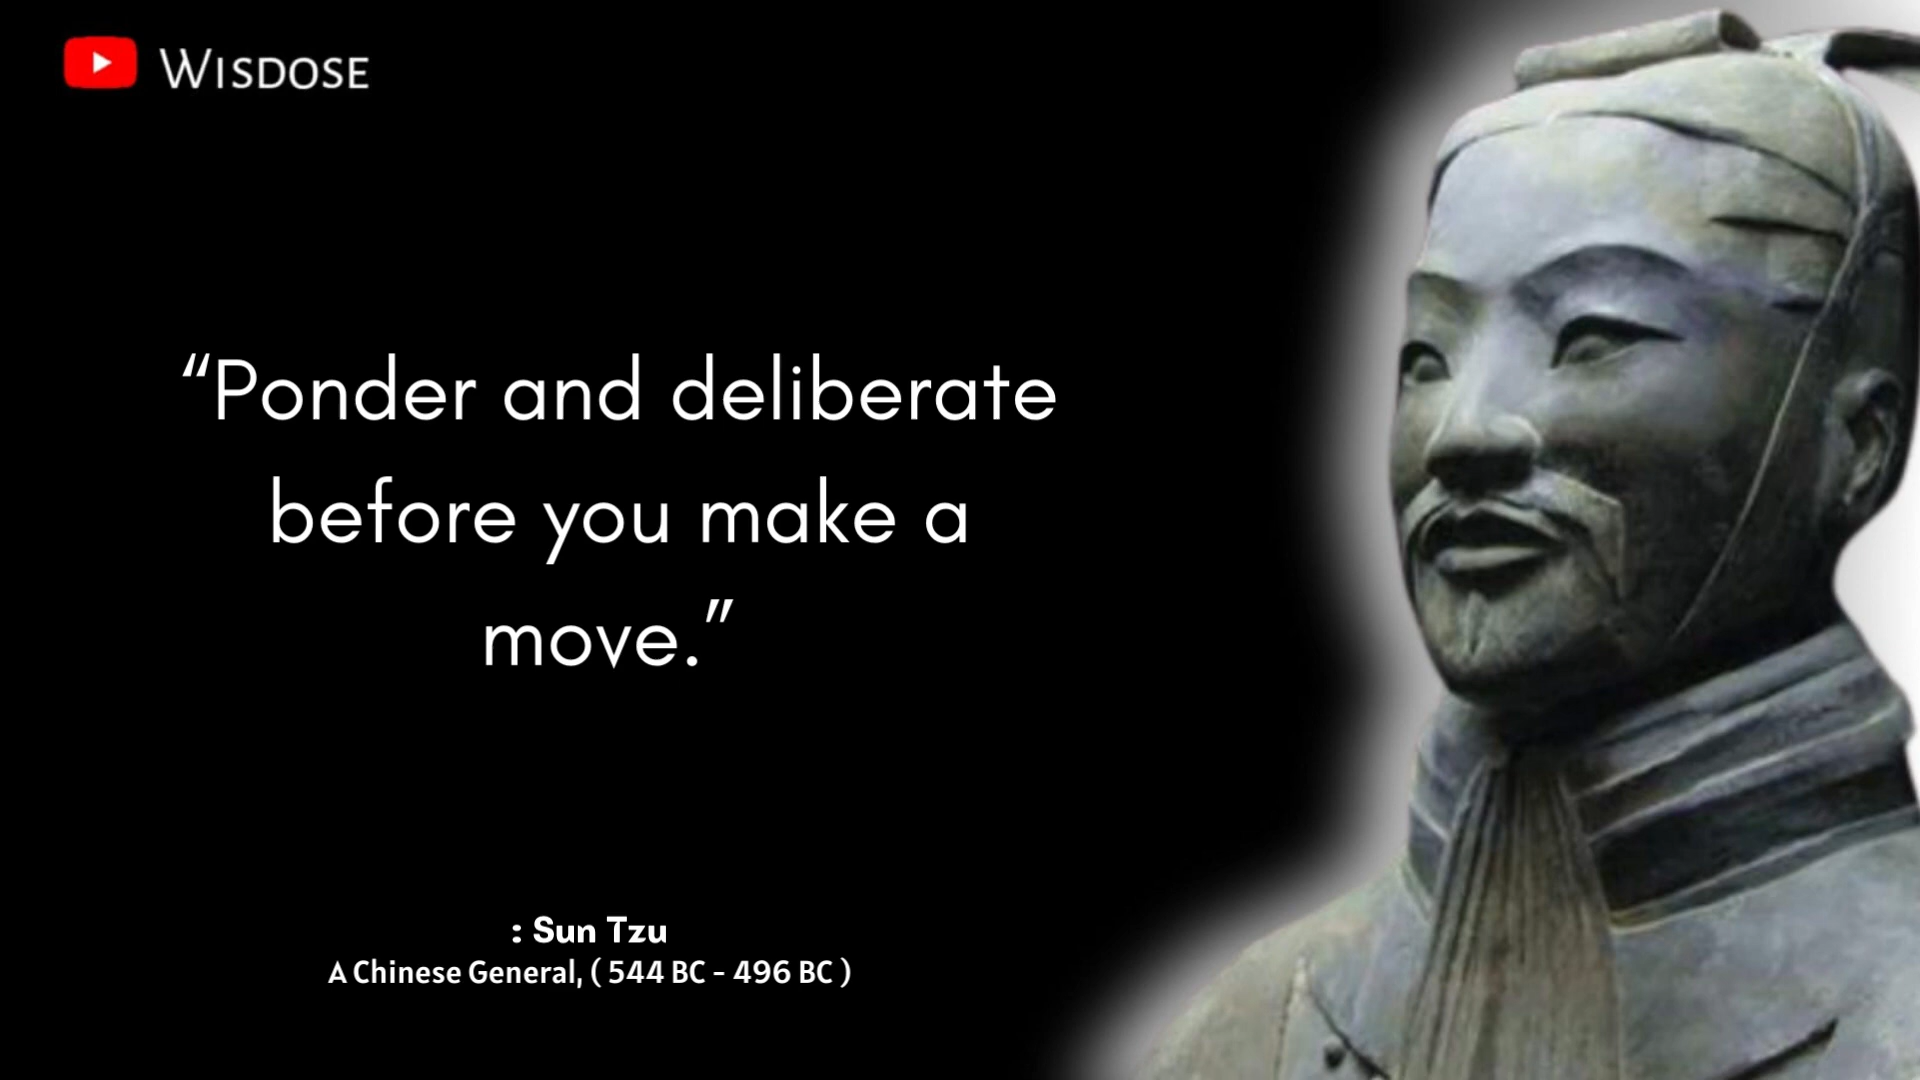 WISDOSE
“Ponder and deliberate
before you make a
move.”
: Sun Tzu
A Chinese General, ( 544 BC - 496 BC )